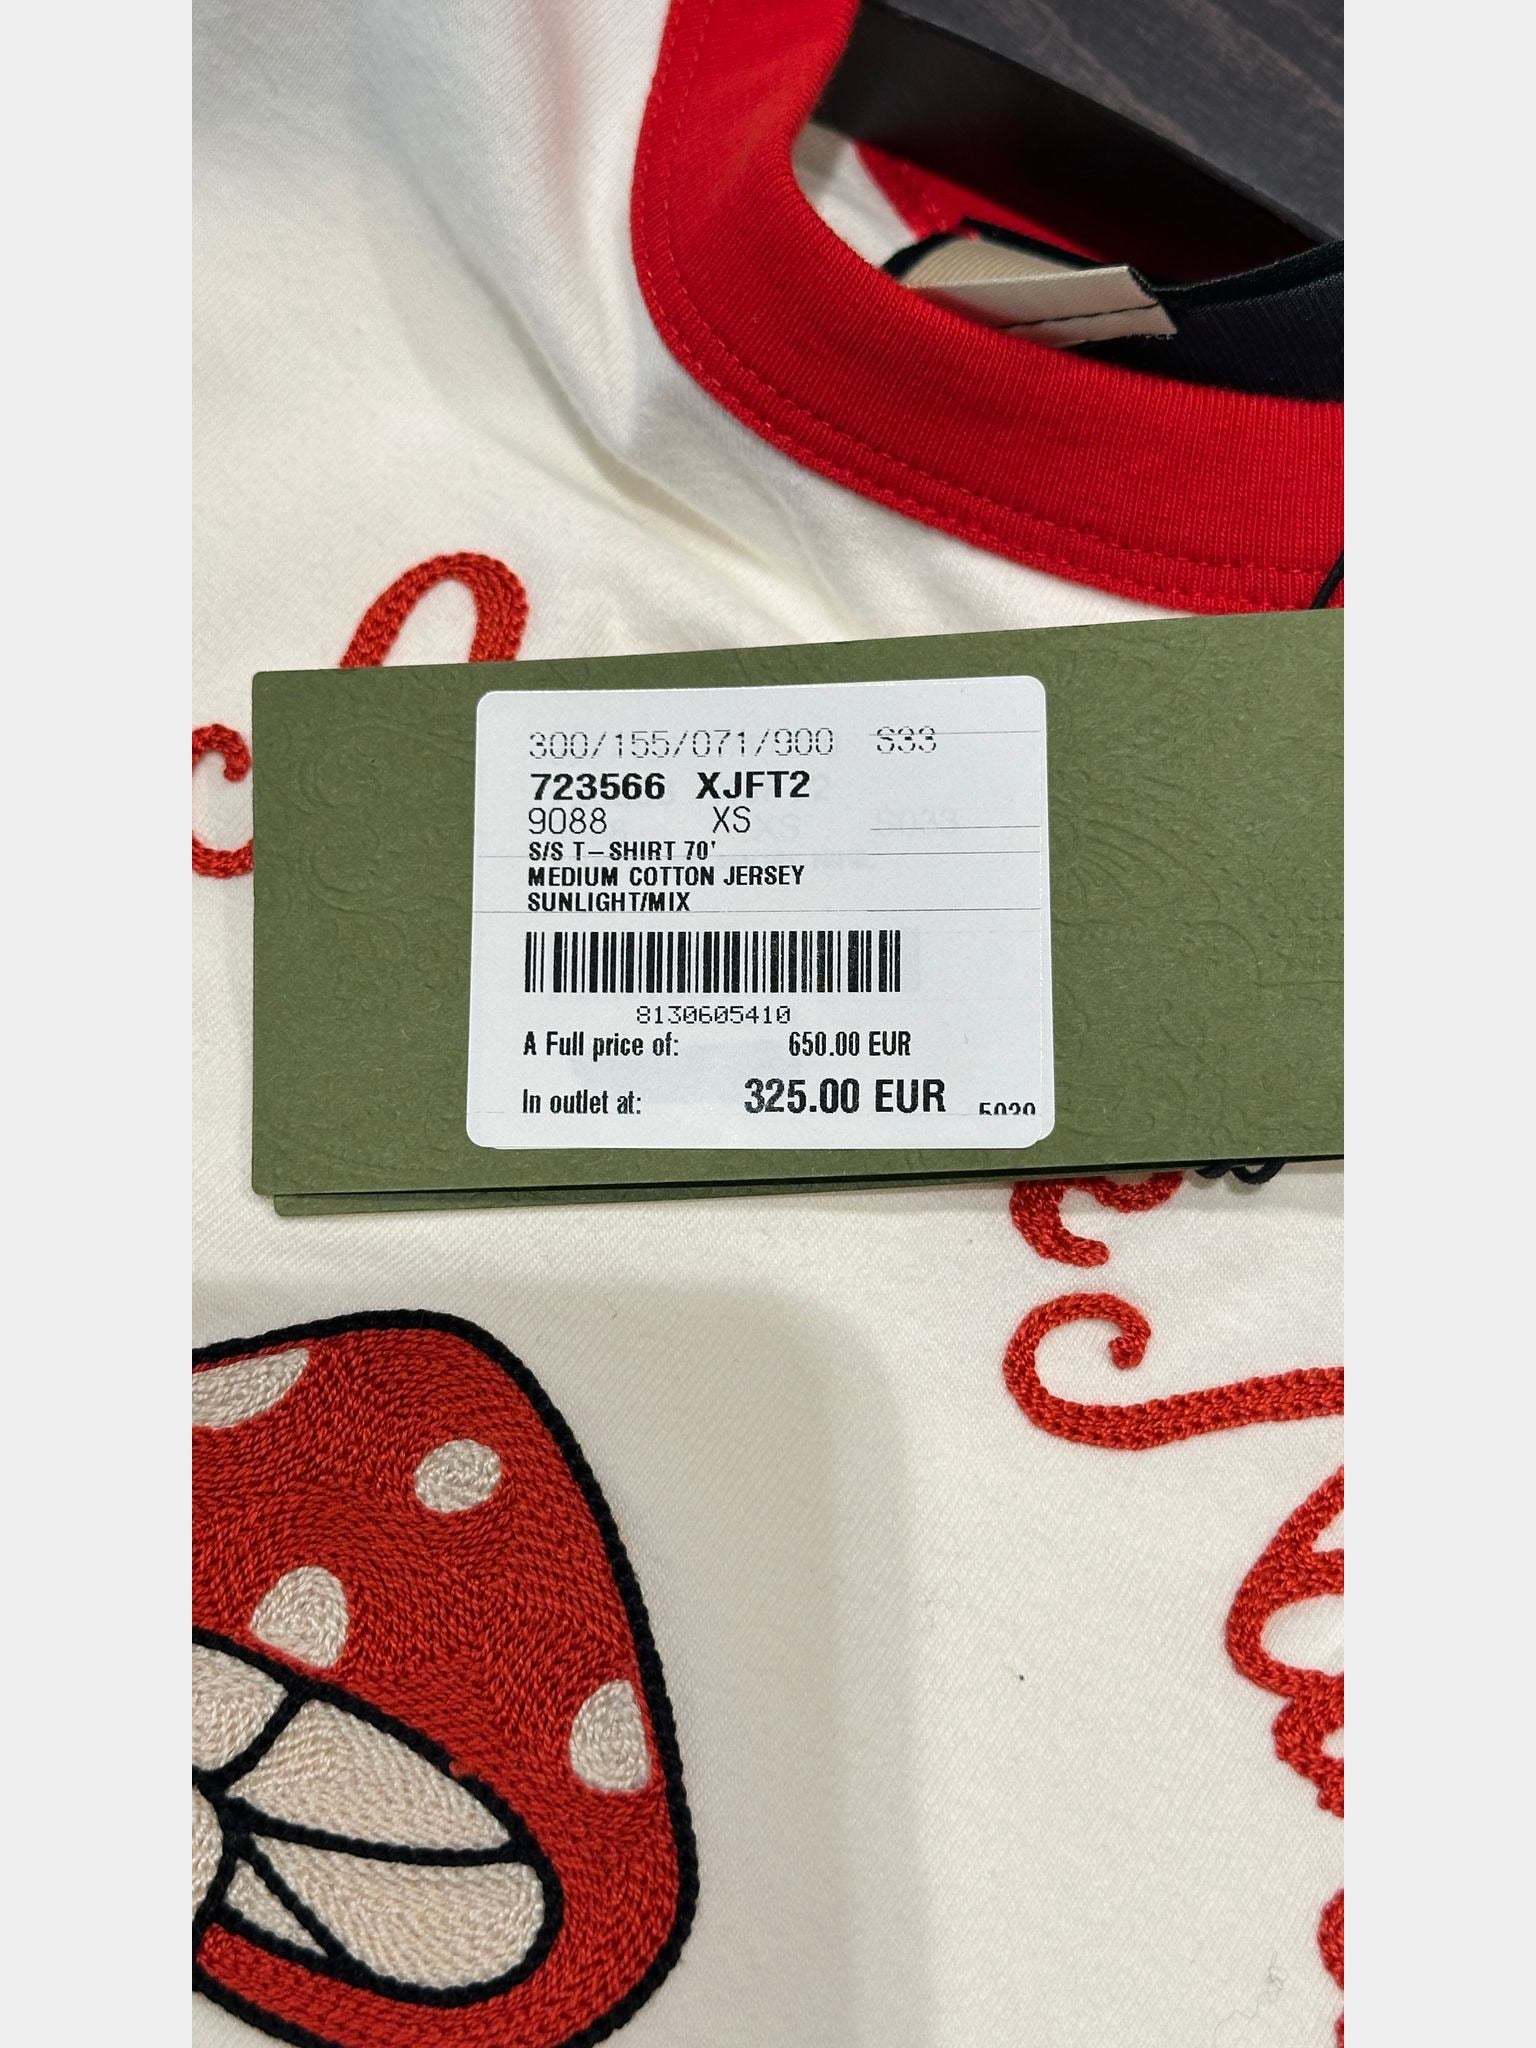 300/155/071/900 S33
723566 XJFT2
9088 XS
S/S T-SHIRT 70'
MEDIUM COTTON JERSEY
SUNLIGHT/MIX
8130605410
A Full price of: 650.00 EUR
In outlet at: 325.00 EUR